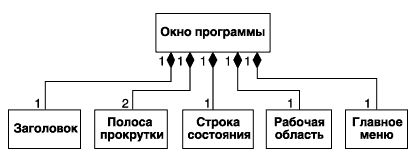 Окно программы
1 1 1 1 1
1 2 1 1 1
Заголовок
Полоса
прокрутки
Строка
состояния
Рабочая
область
Главное
меню